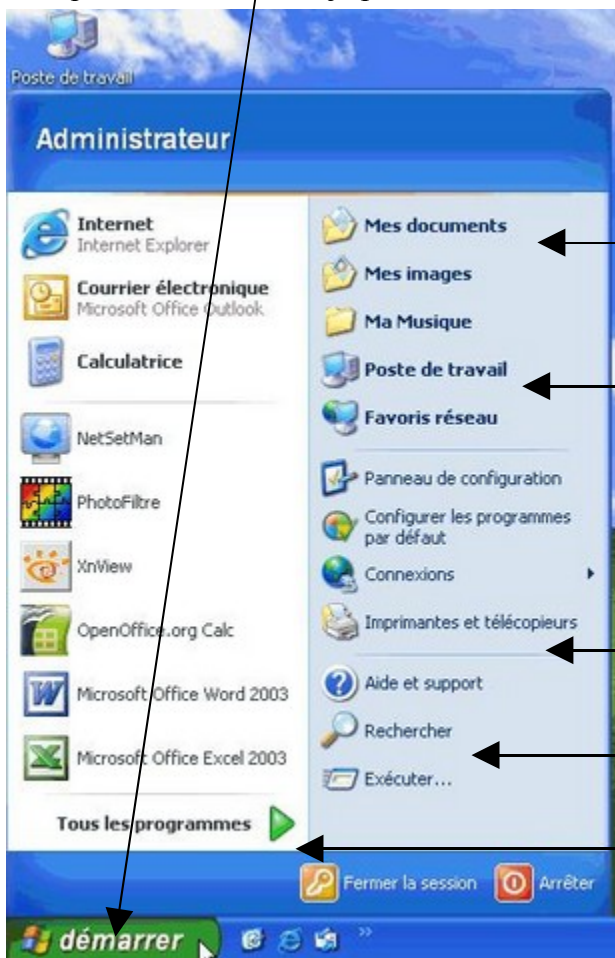 Poste de travail
Administrateur
Internet
Internet Explorer
Courrier électronique
Microsoft Office Outlook
Calculatrice
NetSetMan
PhotoFiltre
XnView
OpenOffice.org Calc
Microsoft Office Word 2003
Microsoft Office Excel 2003
Tous les programmes
Mes documents
Mes images
Ma Musique
Poste de travail
Favoris réseau
Panneau de configuration
Configurer les programmes
par défaut
Connexions
Imprimantes et télécopieurs
Aide et support
Rechercher
Exécuter...
Fermer la session
Arrêter
démarrer